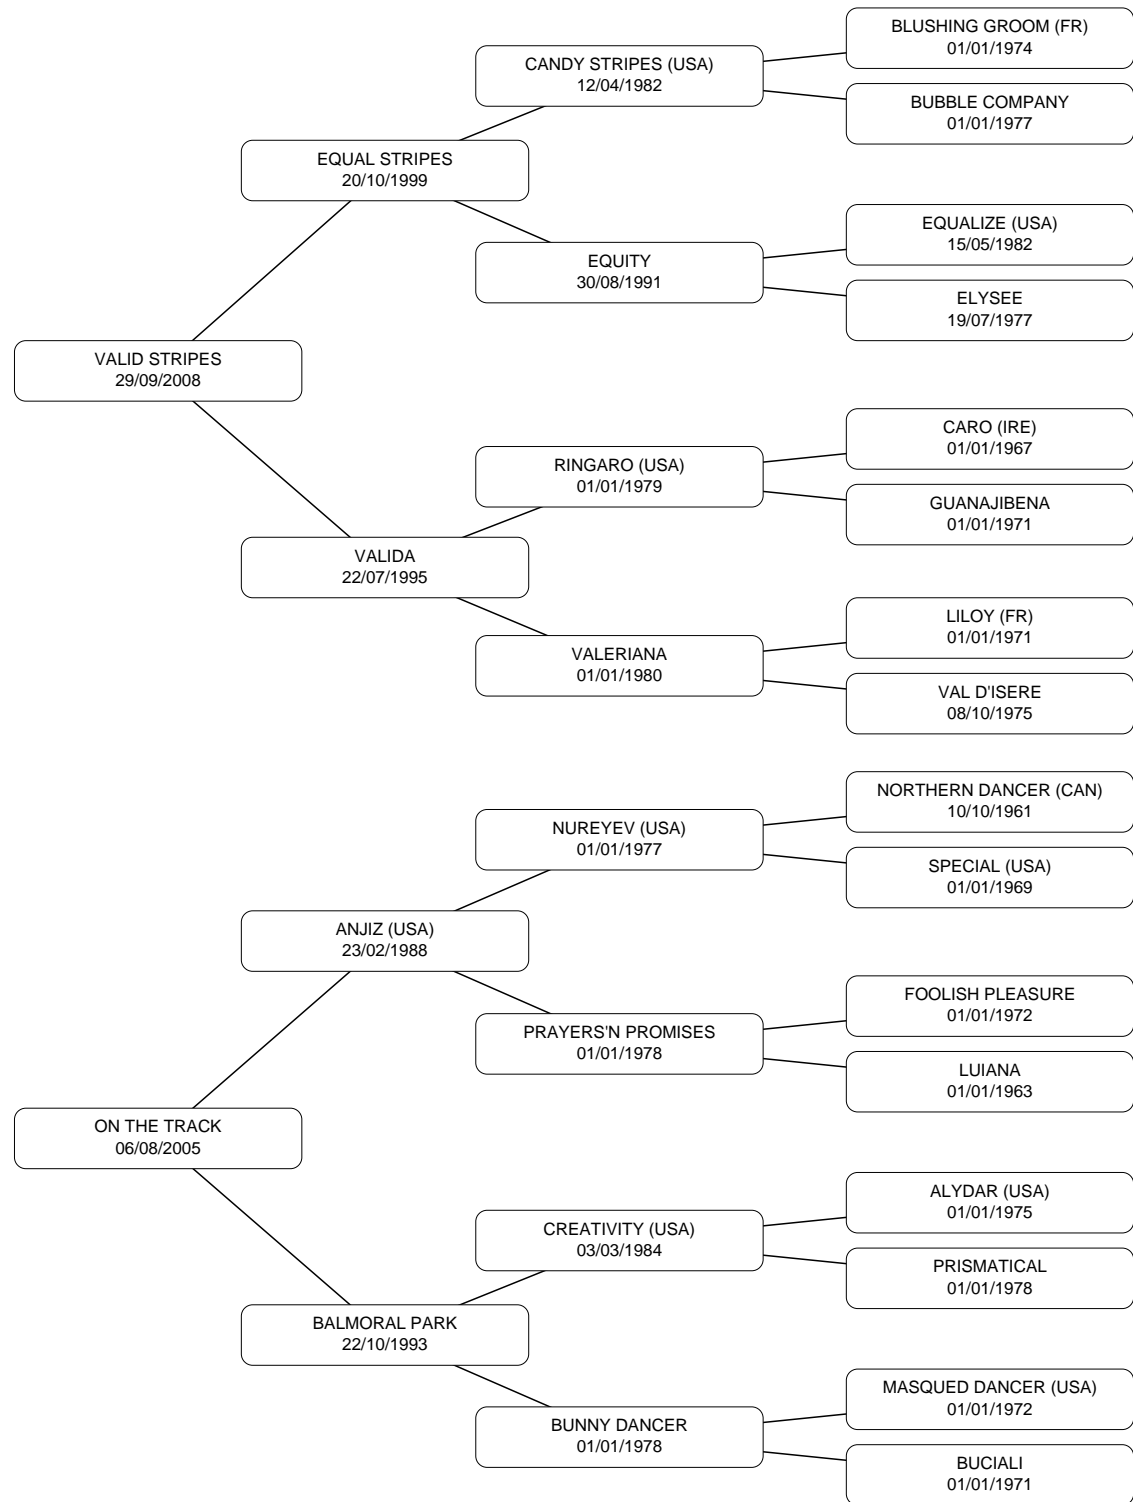 BLUSHING GROOM (FR)
01/01/1974
CANDY STRIPES (USA)
12/04/1982
BUBBLE COMPANY
01/01/1977
EQUAL STRIPES
20/10/1999
EQUALIZE (USA)
15/05/1982
EQUITY
30/08/1991
ELYSEE
19/07/1977
VALID STRIPES
29/09/2008
CARO (IRE)
01/01/1967
RINGARO (USA)
01/01/1979
GUANAJIBENA
01/01/1971
VALIDA
22/07/1995
LILOY (FR)
01/01/1971
VALERIANA
01/01/1980
VAL D'ISERE
08/10/1975
NORTHERN DANCER (CAN)
10/10/1961
NUREYEV (USA)
01/01/1977
SPECIAL (USA)
01/01/1969
ANJIZ (USA)
23/02/1988
FOOLISH PLEASURE
01/01/1972
PRAYERS'N PROMISES
01/01/1978
LUIANA
01/01/1963
ON THE TRACK
06/08/2005
ALYDAR (USA)
01/01/1975
CREATIVITY (USA)
03/03/1984
PRISMATICAL
01/01/1978
BALMORAL PARK
22/10/1993
MASQUED DANCER (USA)
01/01/1972
BUNNY DANCER
01/01/1978
BUCIALI
01/01/1971